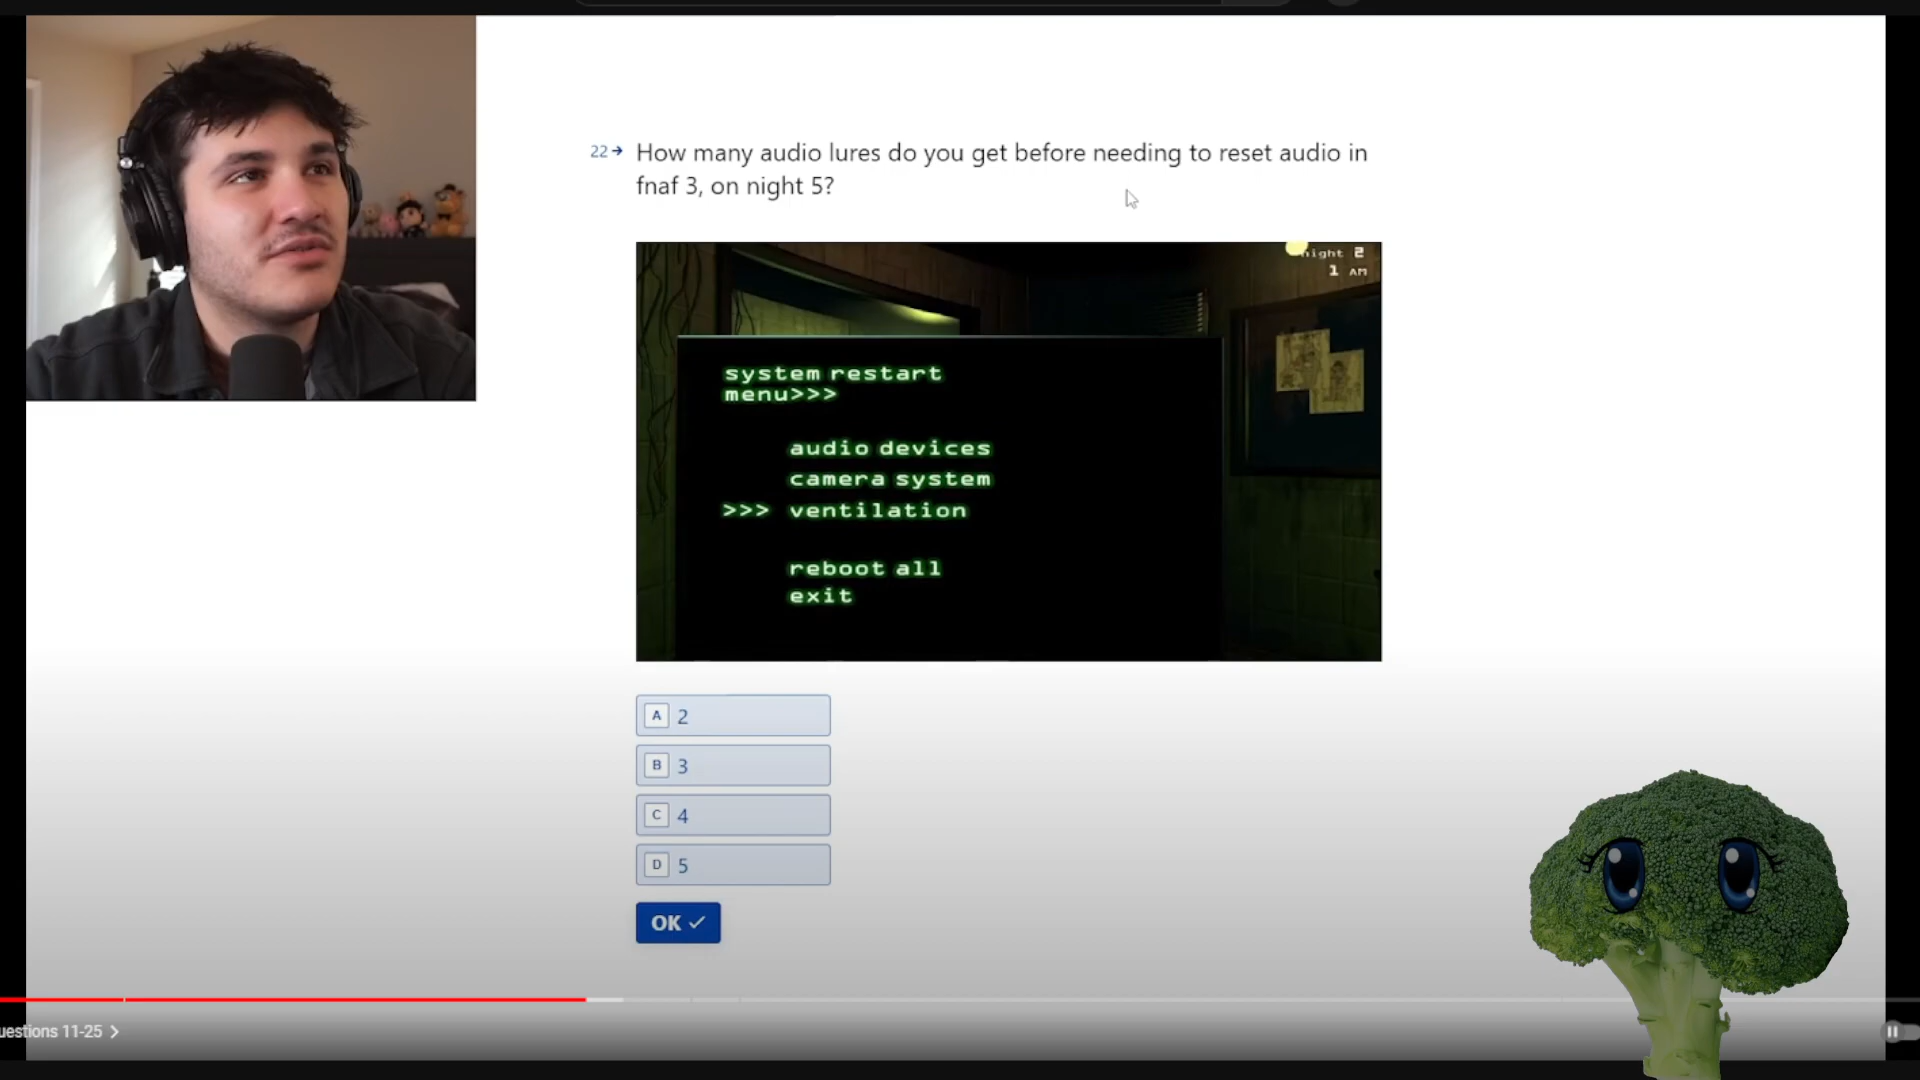 22→ How many audio lures do you get before needing to reset audio in
fnaf 3, on night 5?
night 2
1 AM
system restart
menu>>>
audio devices
camera system
>>> ventilation
reboot all
exit
A 2
B 3
C 4
D 5
OK ✓
uestions 11-25 >